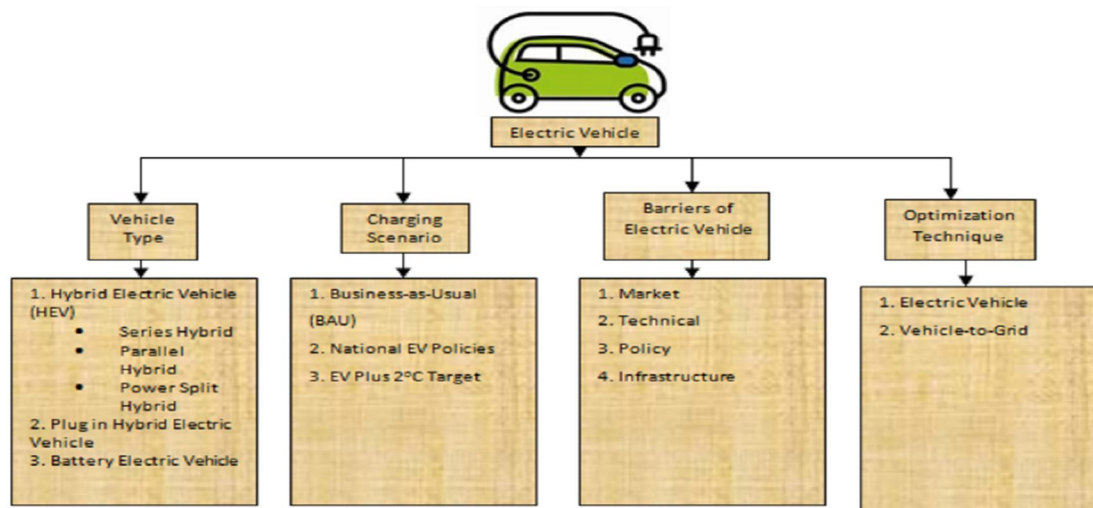 Electric Vehicle
Vehicle
Type
1. Hybrid Electric Vehicle
(HEV)
• Series Hybrid
• Parallel
Hybrid
• Power Split
Hybrid
2. Plug in Hybrid Electric
Vehicle
3. Battery Electric Vehicle
Charging
Scenario
1. Business-as-Usual
(BAU)
2. National EV Policies
3. EV Plus 2°C Target
Barriers of
Electric Vehicle
1. Market
2. Technical
3. Policy
4. Infrastructure
Optimization
Technique
1. Electric Vehicle
2. Vehicle-to-Grid